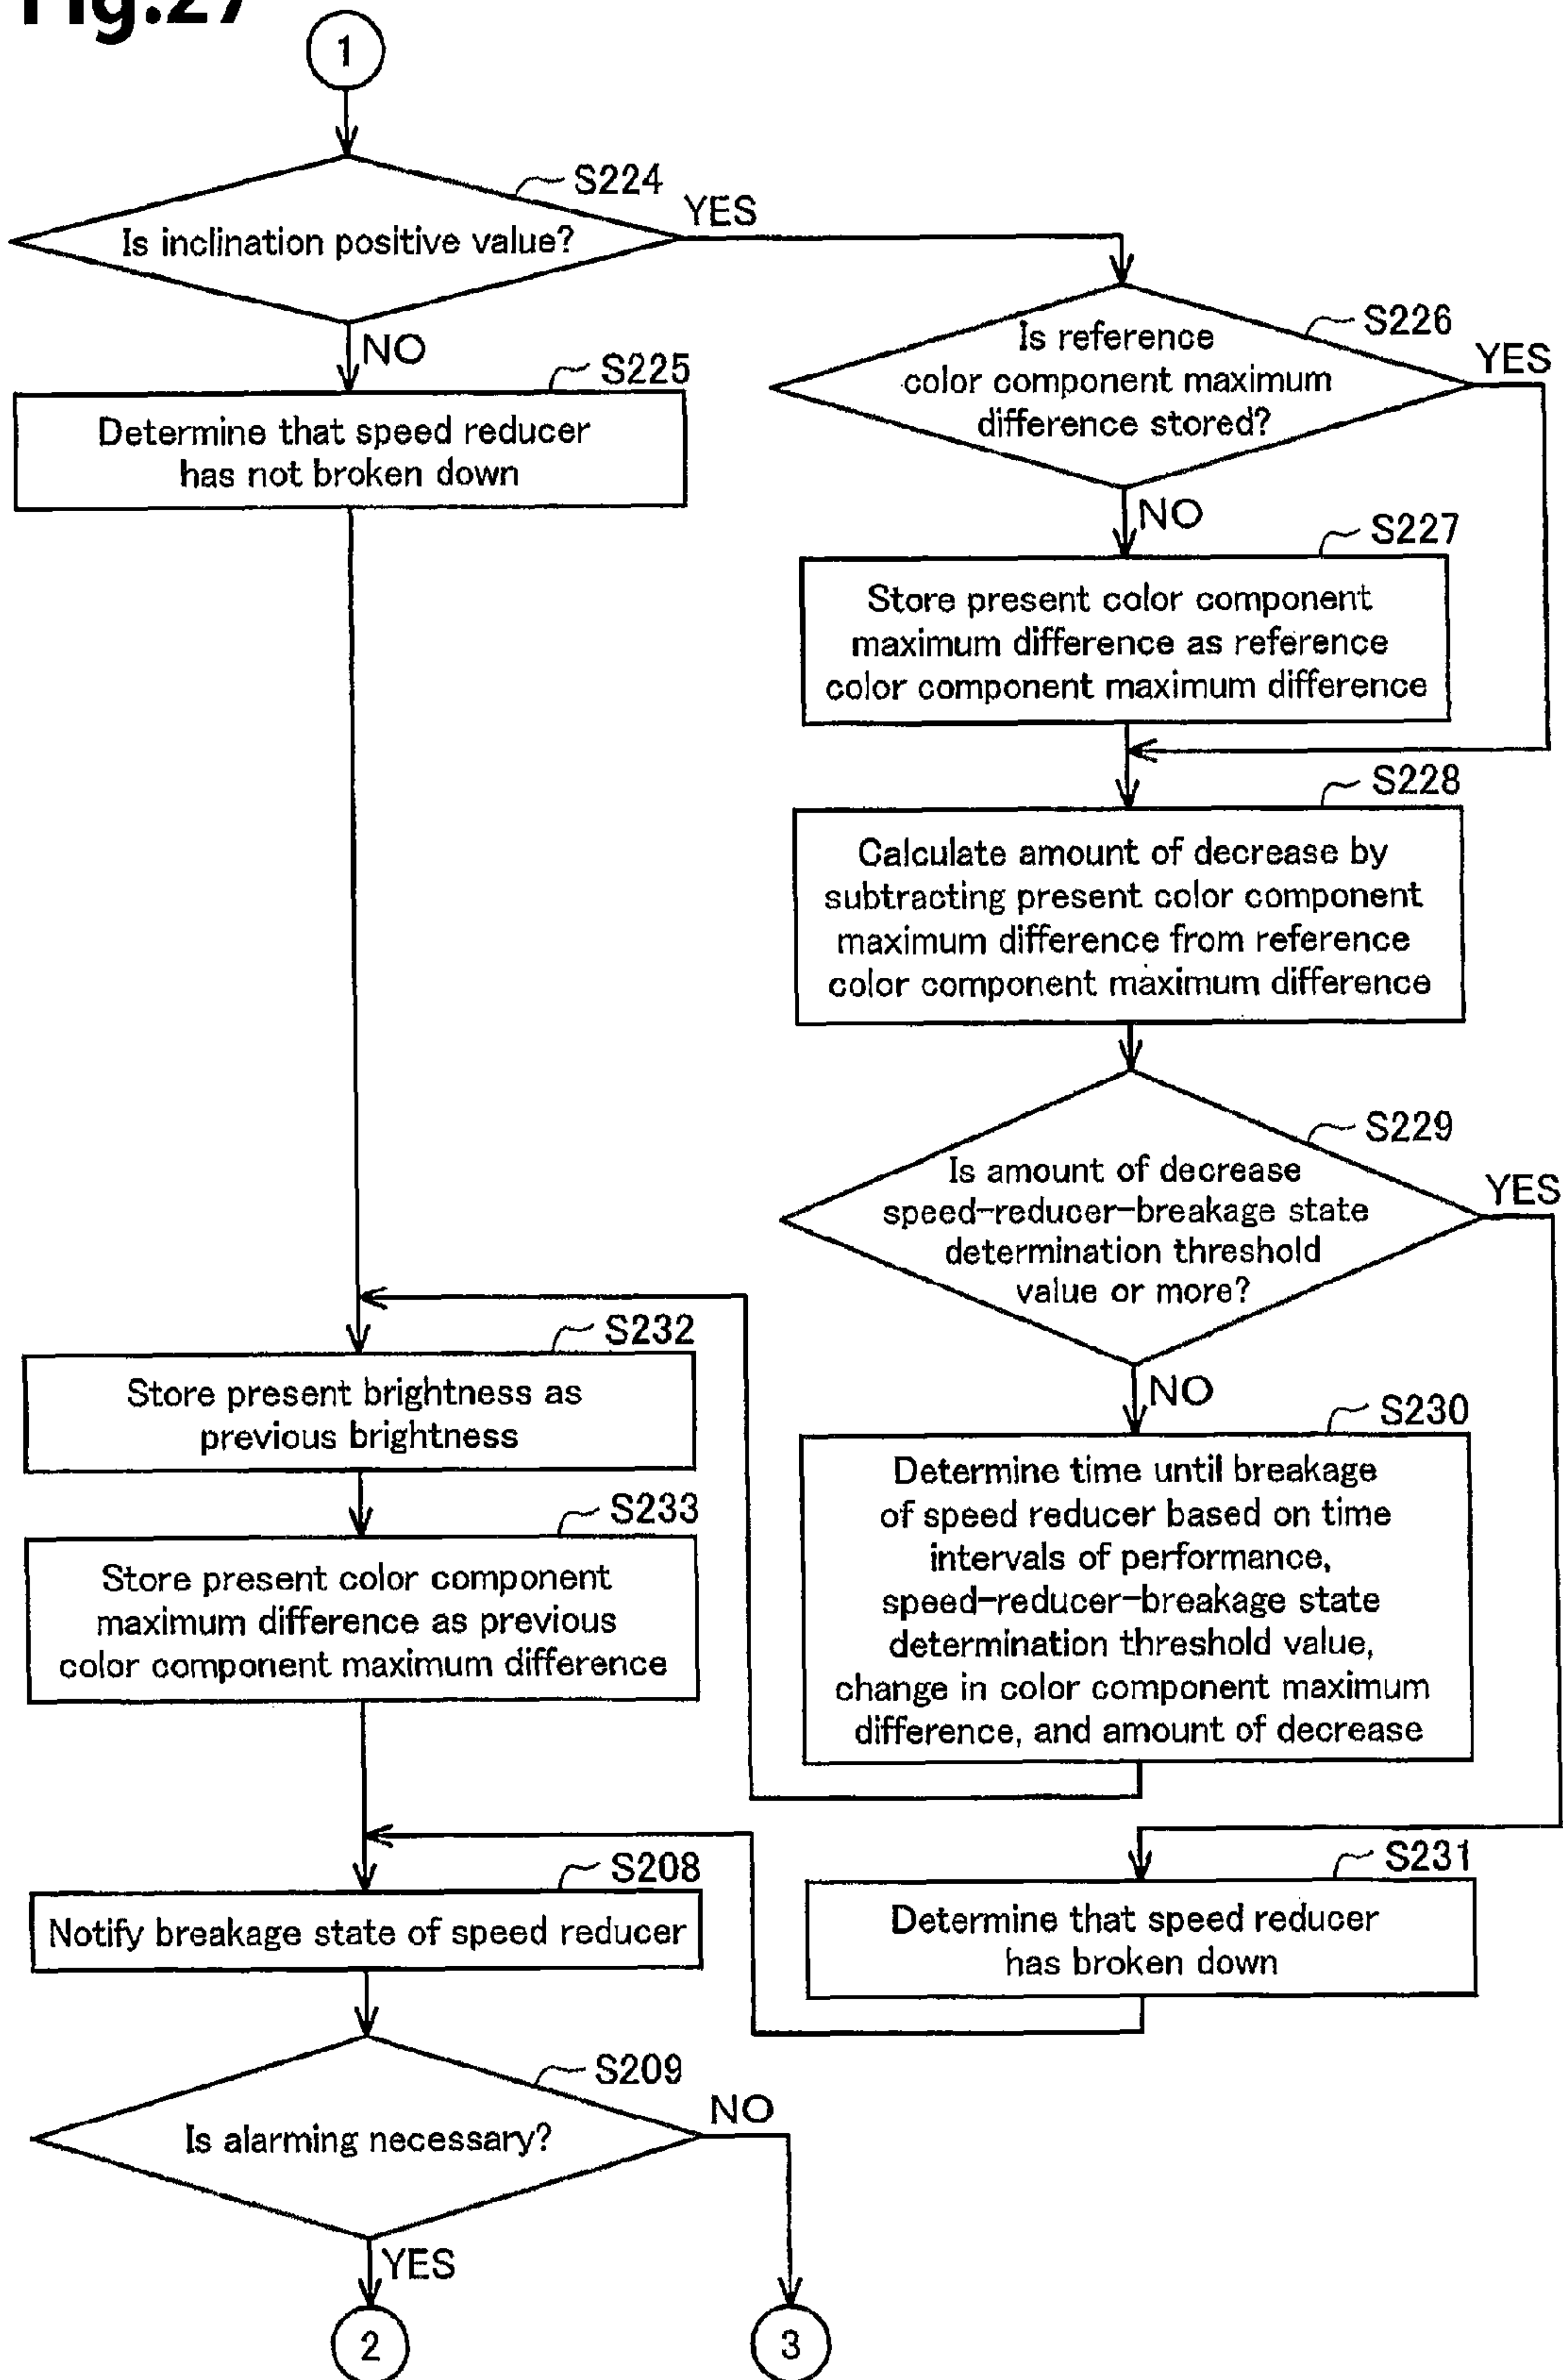 Fig.27
1
S224
YES
Is inclination positive value?
NO
S225
Determine that speed reducer
has not broken down
S226
YES
Is reference
color component maximum
difference stored?
NO
S227
Store present color component
maximum difference as reference
color component maximum difference
S228
Calculate amount of decrease by
subtracting present color component
maximum difference from reference
color component maximum difference
S229
YES
Is amount of decrease
speed-reducer-breakage state
determination threshold
value or more?
NO
S230
Determine time until breakage
of speed reducer based on time
intervals of performance,
speed-reducer-breakage state
determination threshold value,
change in color component maximum
difference, and amount of decrease
S231
Determine that speed reducer
has broken down
S232
Store present brightness as
previous brightness
S233
Store present color component
maximum difference as previous
color component maximum difference
S208
Notify breakage state of speed reducer
S209
NO
Is alarming necessary?
YES
2
3